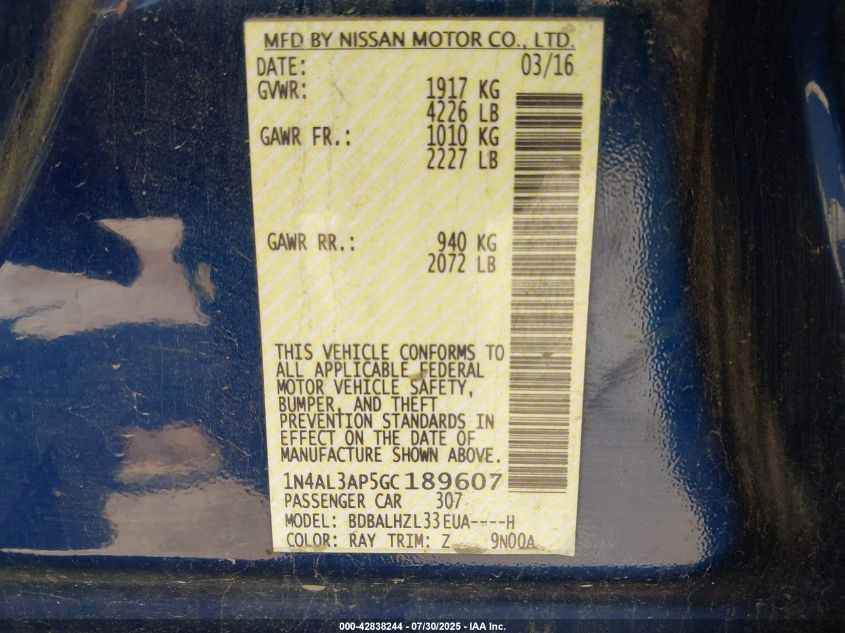 MFD BY NISSAN MOTOR CO., LTD.
DATE: 03/16
GVWR: 1917 KG
4226 LB
GAWR FR.: 1010 KG
2227 LB
GAWR RR.: 940 KG
2072 LB
THIS VEHICLE CONFORMS TO
ALL APPLICABLE FEDERAL
MOTOR VEHICLE SAFETY,
BUMPER, AND THEFT
PREVENTION STANDARDS IN
EFFECT ON THE DATE OF
MANUFACTURE SHOWN ABOVE.
1N4AL3AP5GC189607
PASSENGER CAR 307
MODEL: BDBALHZL33EUA----H
COLOR: RAY TRIM: Z 9N00A
000-42838244 - 07/30/2025 - IAA Inc.